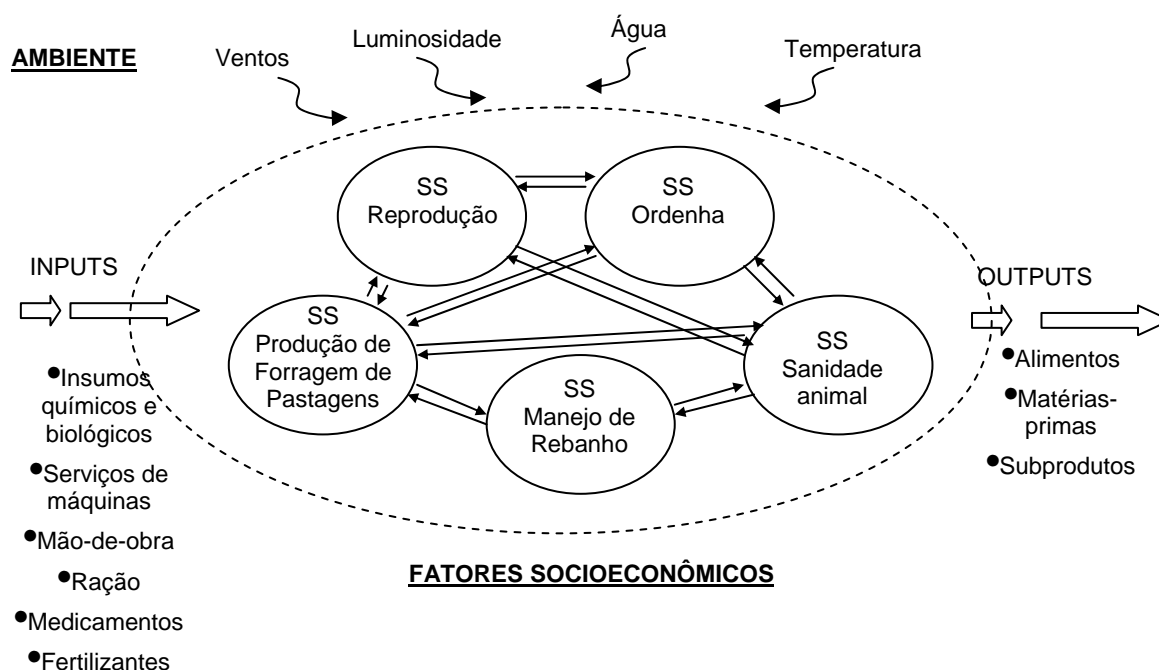 AMBIENTE
Ventos
Luminosidade
Água
Temperatura
SS
Reprodução
SS
Ordenha
INPUTS
OUTPUTS
SS
Produção de
Forragem de
Pastagens
SS
Manejo de
Rebanho
SS
Sanidade
animal
●Insumos
químicos e
biológicos
●Serviços de
máquinas
●Mão-de-obra
●Ração
●Medicamentos
●Fertilizantes
●Alimentos
●Matérias-
primas
●Subprodutos
FATORES SOCIOECONÔMICOS